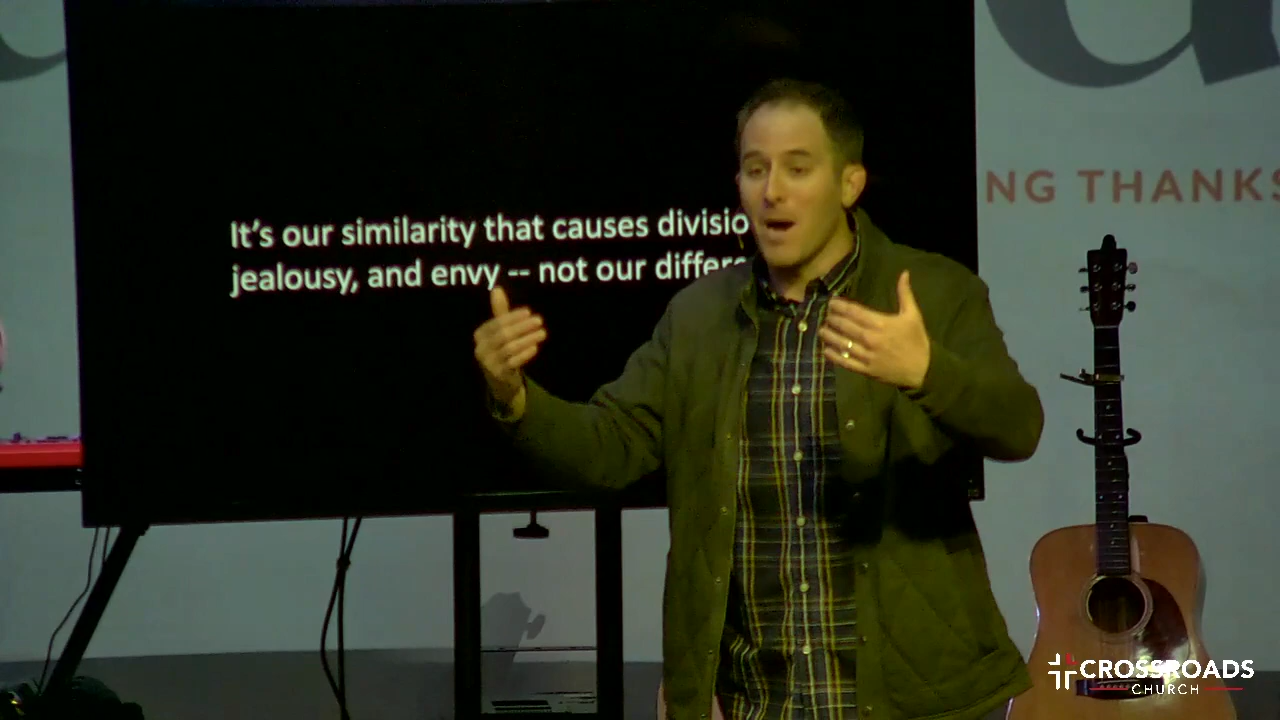 It's our similarity that causes divisio
jealousy, and envy -- not our differe
NG THANKS
CROSSROADS
CHURCH